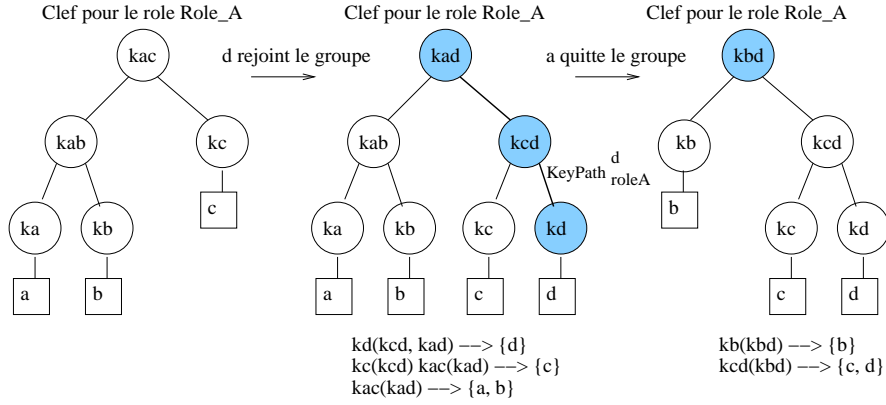 Clef pour le role Role_A
Clef pour le role Role_A
Clef pour le role Role_A
kac
d rejoint le groupe
kad
a quitte le groupe
kbd
kab
kc
kab
kcd
kb
kcd
KeyPath d roleA
c
b
ka
kb
ka
kb
kc
kd
kc
kd
a
b
a
b
c
d
c
d
kd(kcd, kad) −−> {d}
kc(kcd) kac(kad) −−> {c}
kac(kad) −−> {a, b}
kb(kbd) −−> {b}
kcd(kbd) −−> {c, d}